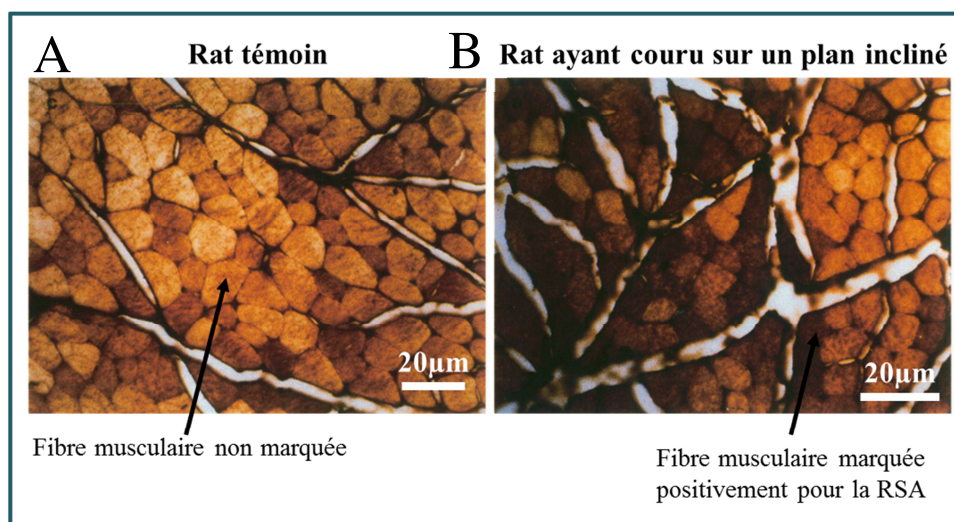 A
Rat témoin
B
Rat ayant couru sur un plan incliné
20µm
20µm
Fibre musculaire non marquée
Fibre musculaire marquée
positivement pour la RSA